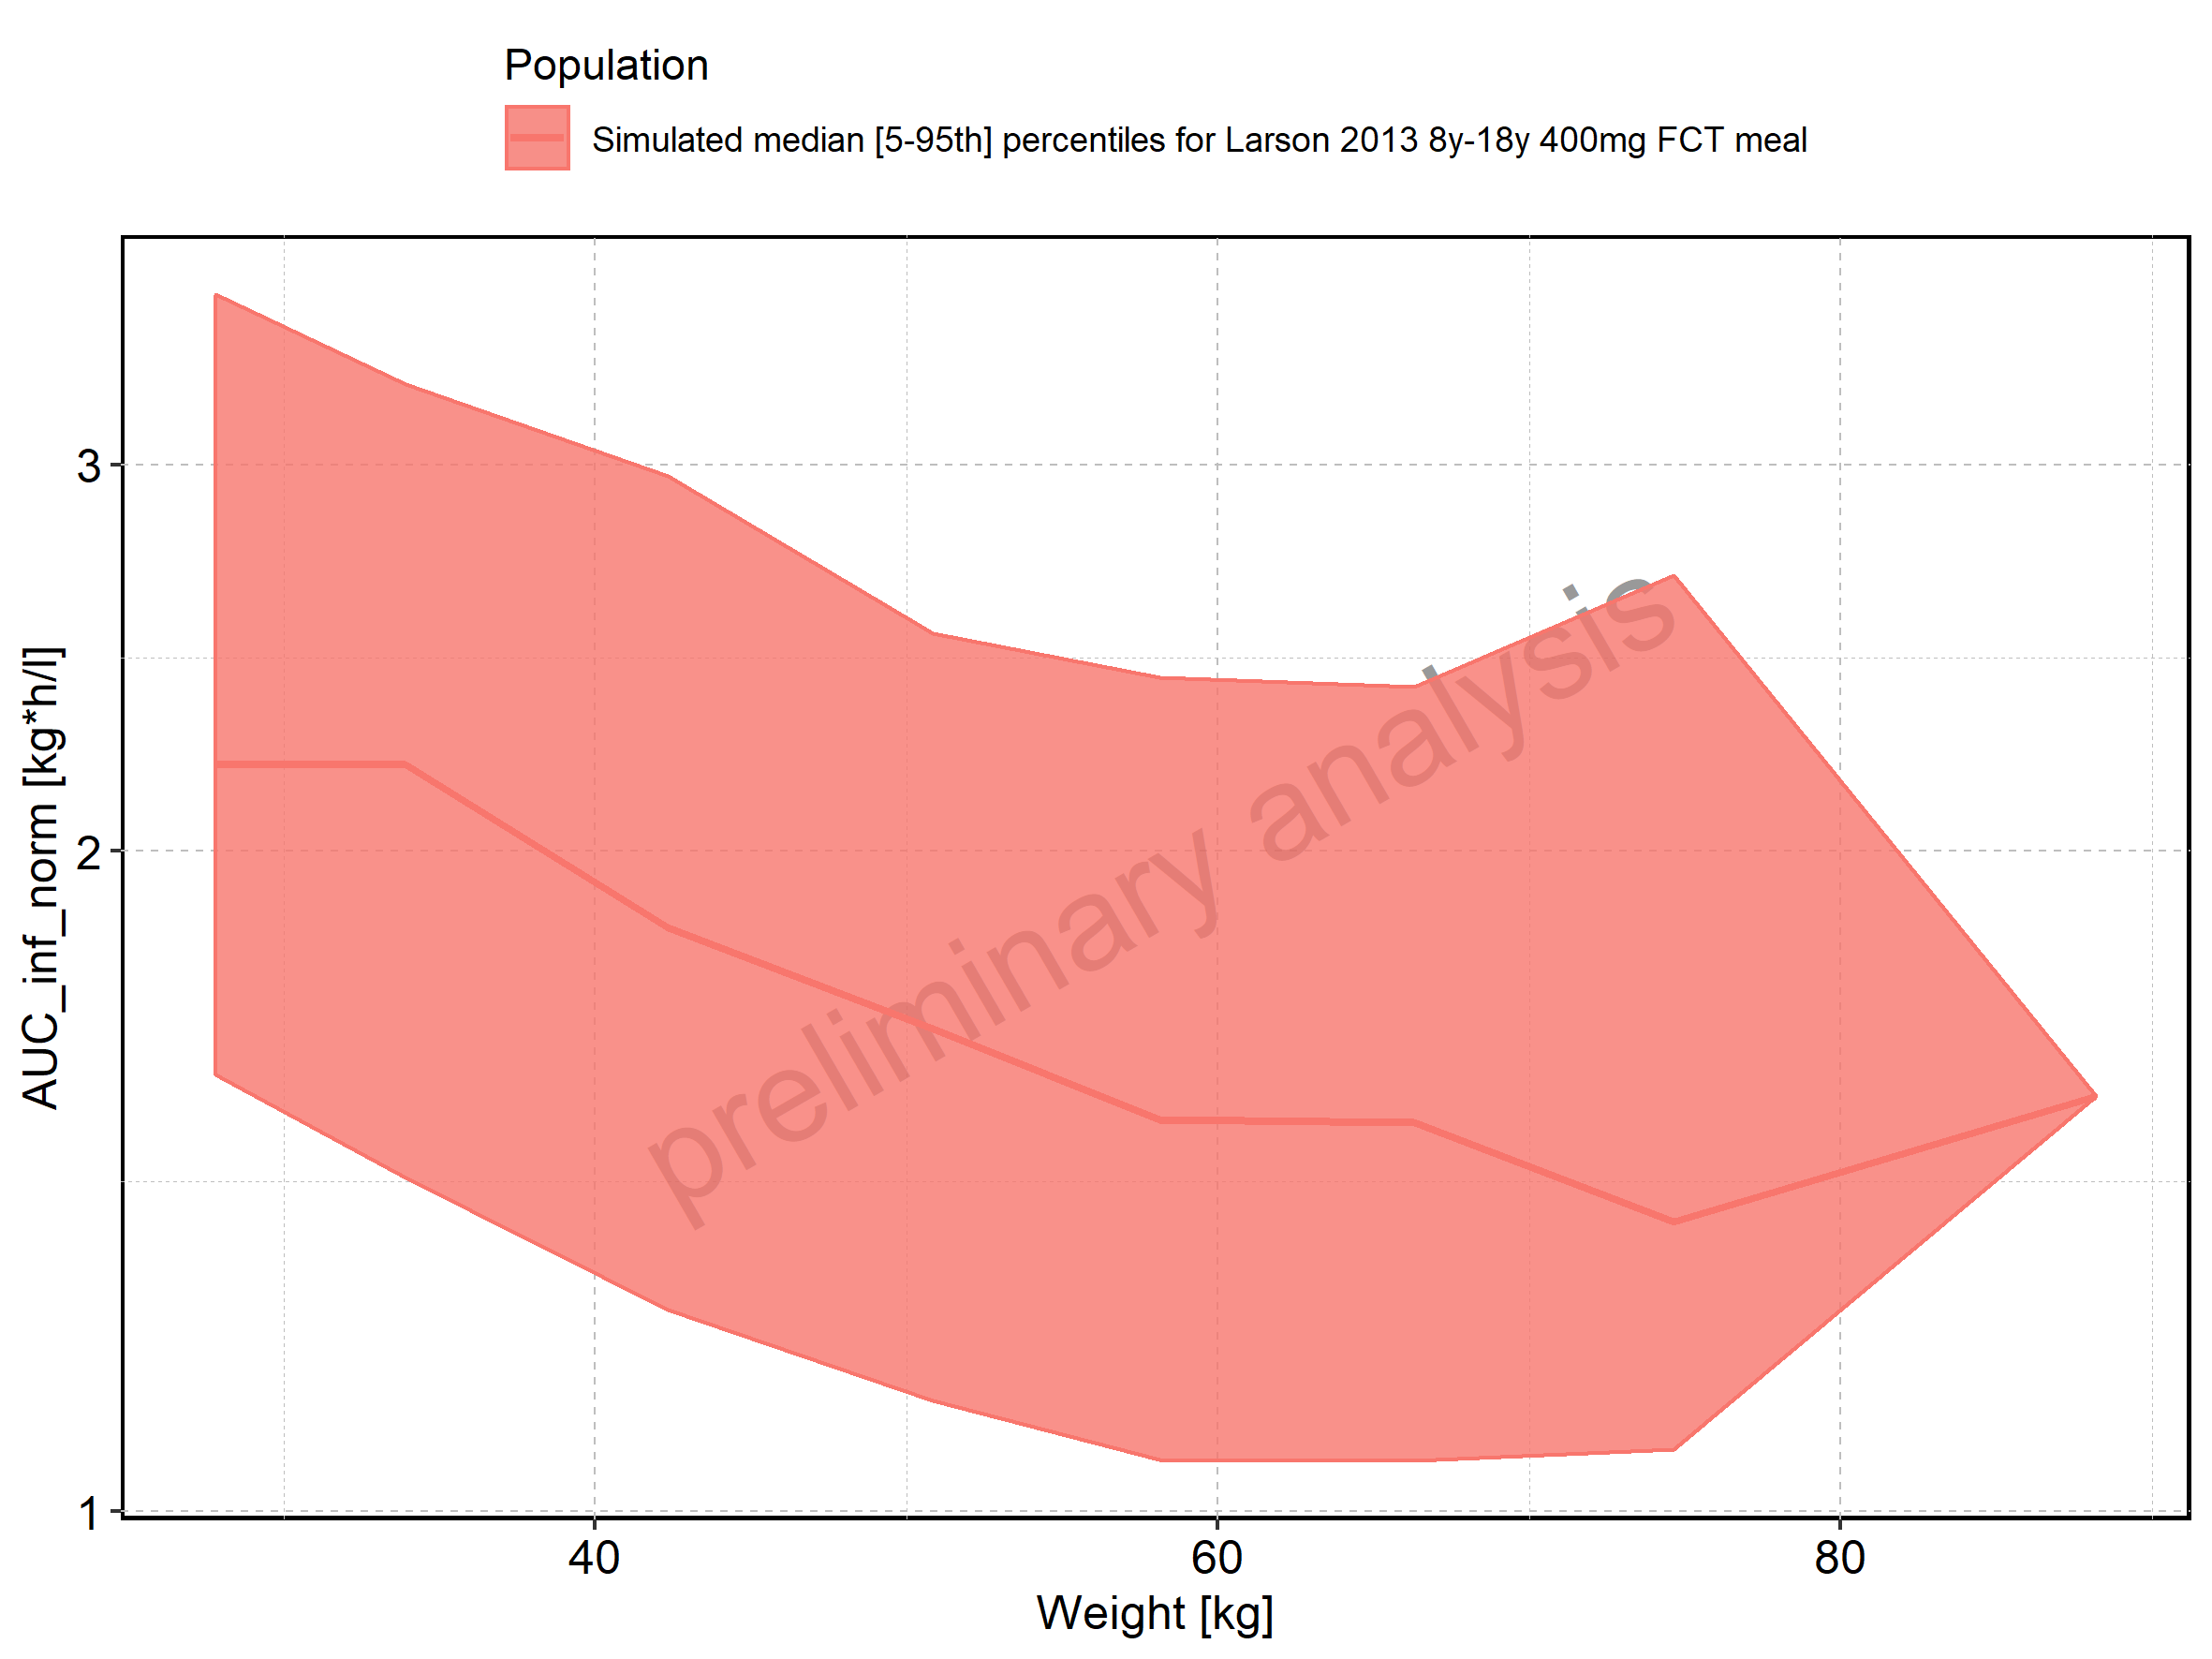 Population
Simulated median [5-95th] percentiles for Larson 2013 8y-18y 400mg FCT meal
AUC_inf_norm [kg*h/l]
3
2
1
preliminary analysis
40 60 80
Weight [kg]